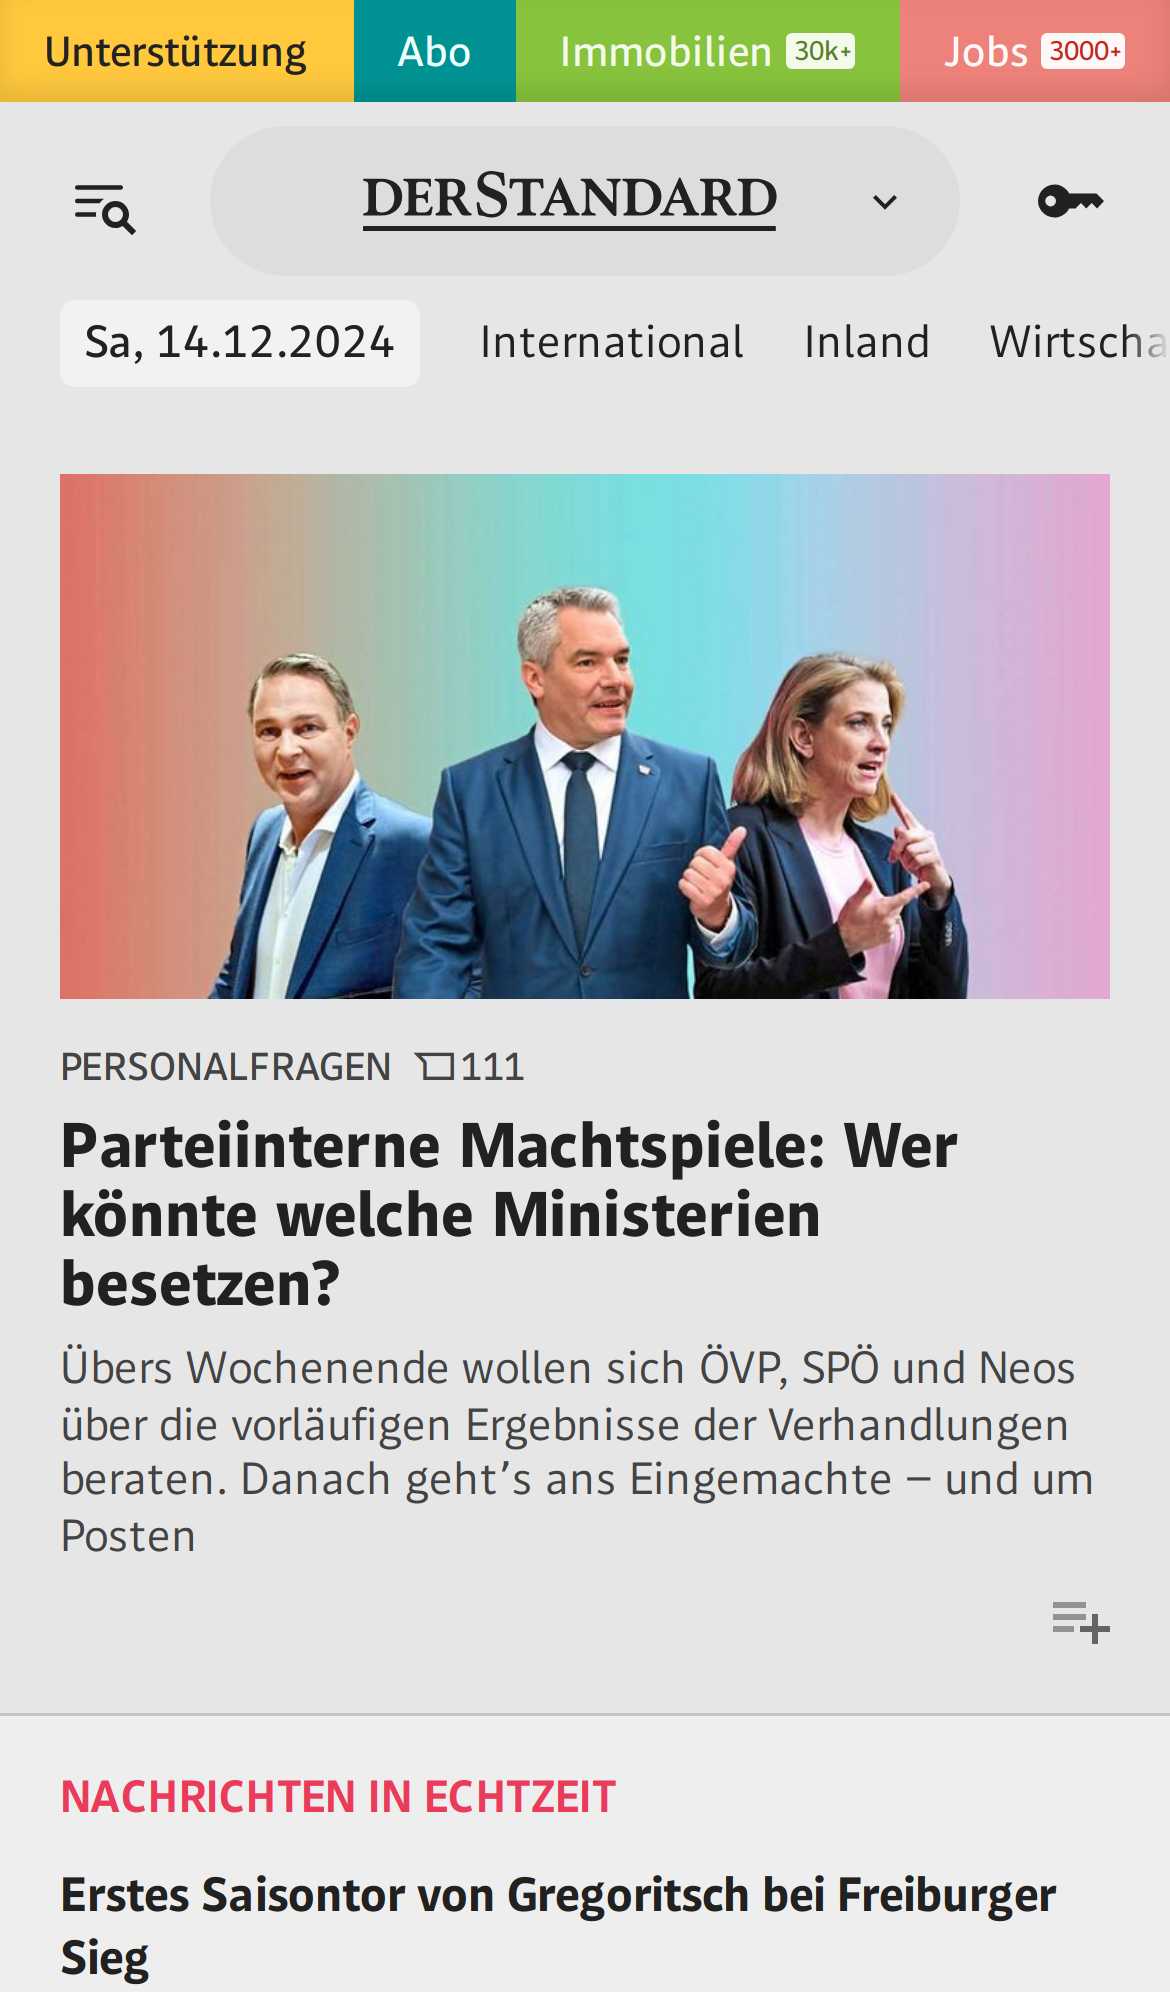 Unterstützung Abo Immobilien 30k+ Jobs 3000+
DERSTANDARD
Sa, 14.12.2024 International Inland Wirtscha
PERSONALFRAGEN 111
Parteiinterne Machtspiele: Wer
könnte welche Ministerien
besetzen?
Übers Wochenende wollen sich ÖVP, SPÖ und Neos
über die vorläufigen Ergebnisse der Verhandlungen
beraten. Danach geht’s ans Eingemachte – und um
Posten
NACHRICHTEN IN ECHTZEIT
Erstes Saisontor von Gregoritsch bei Freiburger
Sieg